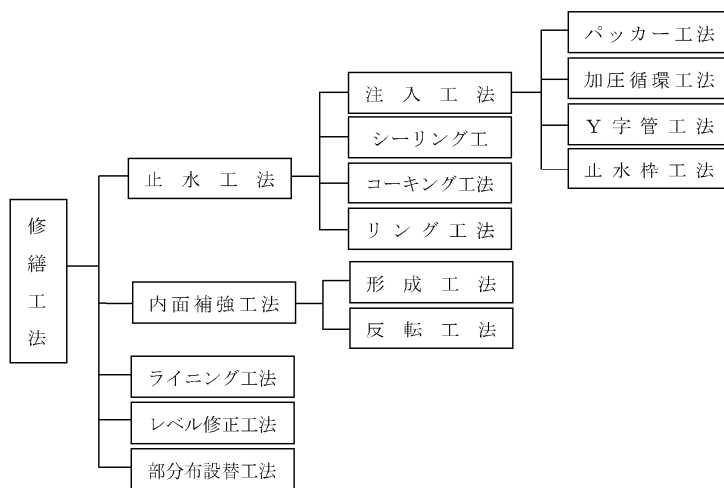 修繕工法
止水工法
注入工法
パッカー工法
加圧循環工法
Y字管工法
止水枠工法
シーリング工
コーキング工法
リング工法
内面補強工法
形成工法
反転工法
ライニング工法
レベル修正工法
部分布設替工法